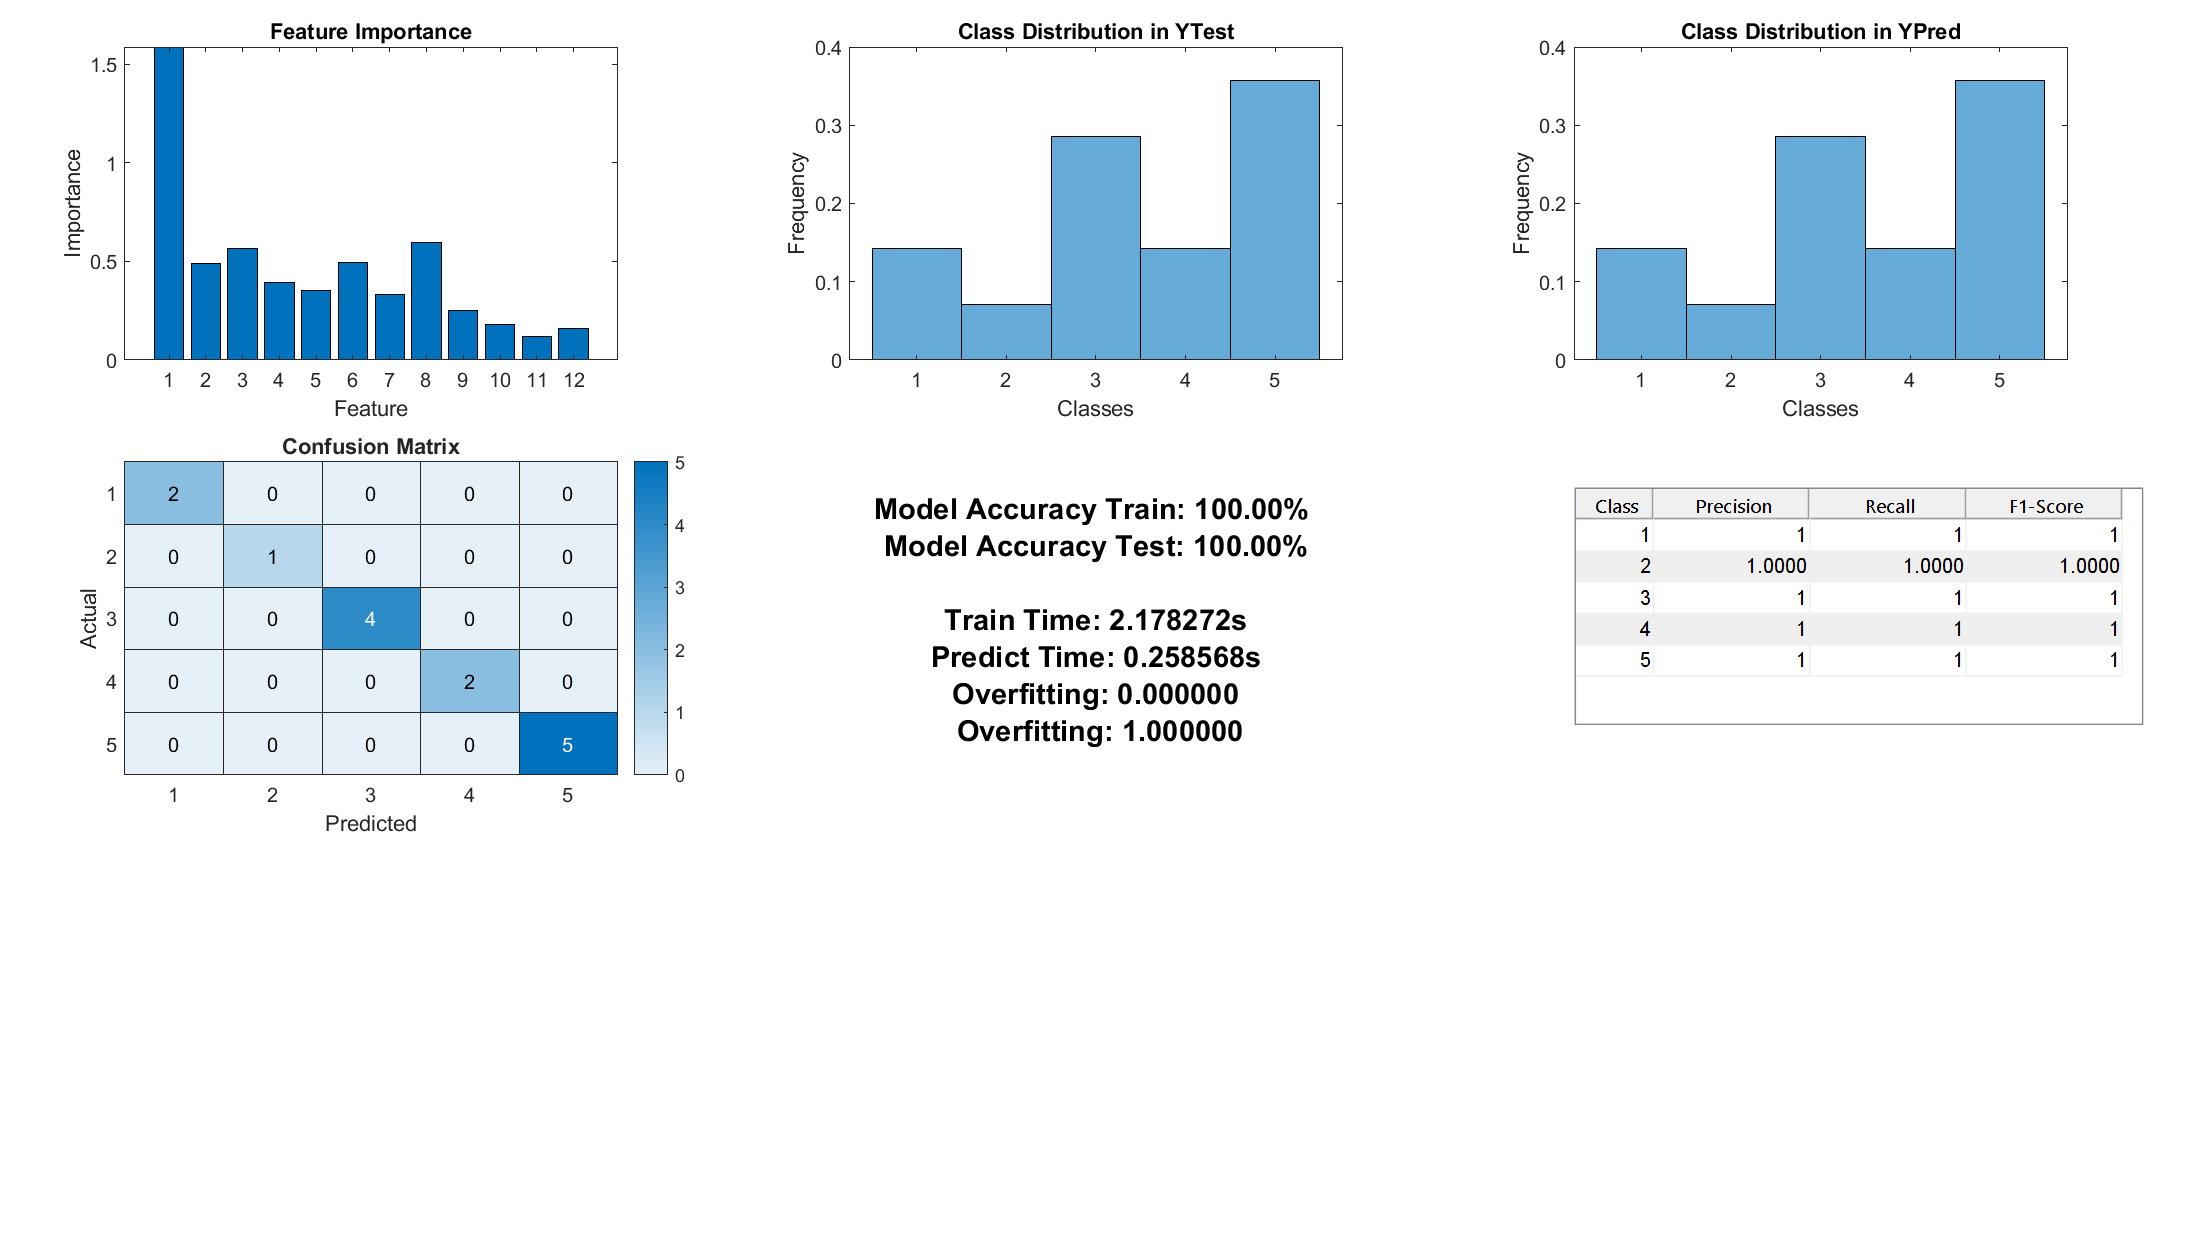 Feature Importance
1.5
1
0.5
0
Importance
1 2 3 4 5 6 7 8 9 10 11 12
Feature
Class Distribution in YTest
0.4
0.3
0.2
0.1
0
Frequency
1 2 3 4 5
Classes
Class Distribution in YPred
0.4
0.3
0.2
0.1
0
Frequency
1 2 3 4 5
Classes
Confusion Matrix
Actual
1 2 0 0 0 0
2 0 1 0 0 0
3 0 0 4 0 0
4 0 0 0 2 0
5 0 0 0 0 5
1 2 3 4 5
Predicted
5
4
3
2
1
0
Model Accuracy Train: 100.00%
Model Accuracy Test: 100.00%
Train Time: 2.178272s
Predict Time: 0.258568s
Overfitting: 0.000000
Overfitting: 1.000000
Class Precision Recall F1-Score
1 1 1 1
2 1.0000 1.0000 1.0000
3 1 1 1
4 1 1 1
5 1 1 1